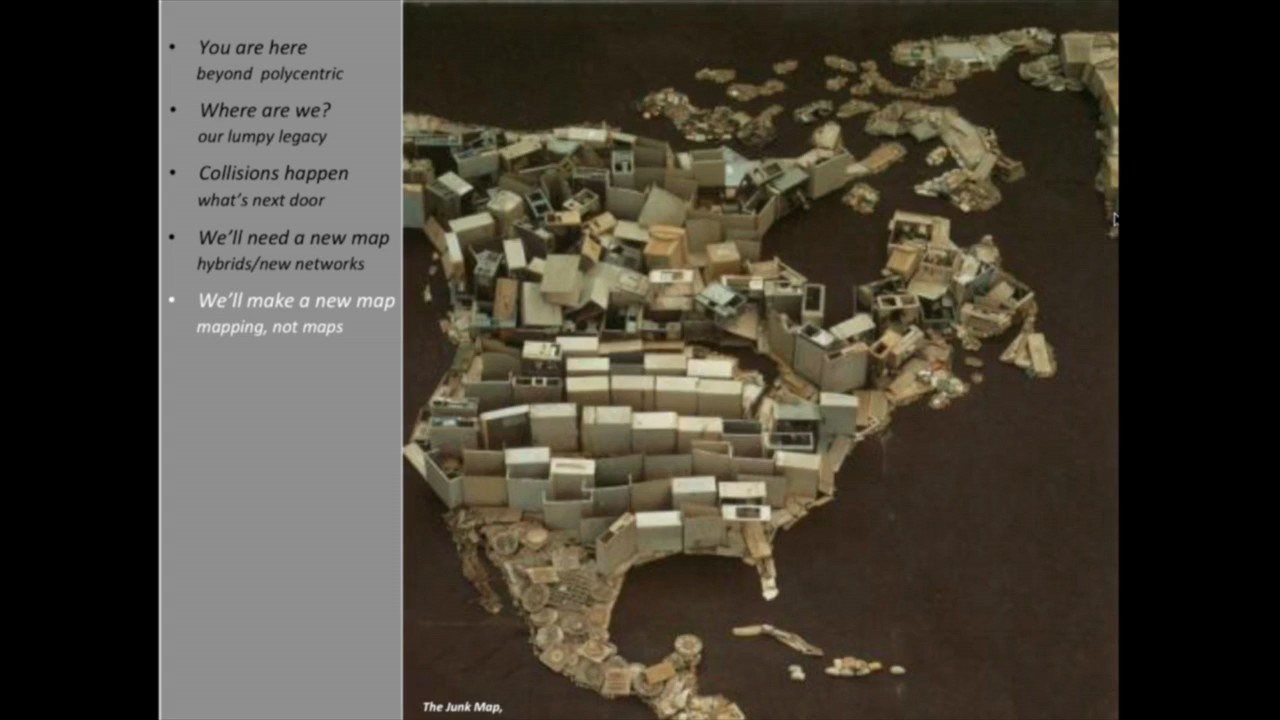 • You are here
beyond polycentric
• Where are we?
our lumpy legacy
• Collisions happen
what's next door
• We'll need a new map
hybrids/new networks
• We'll make a new map
mapping, not maps
The Junk Map,